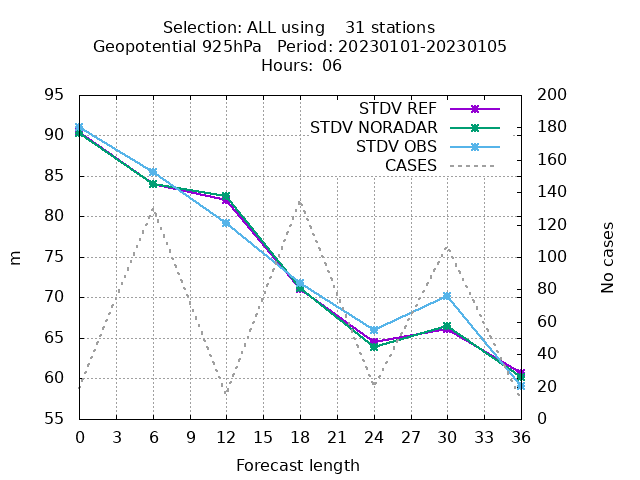 Selection: ALL using    31 stations
Geopotential 925hPa   Period: 20230101-20230105
Hours: 06
STDV REF
STDV NORADAR
STDV OBS
CASES
95
90
85
80
75
70
65
60
55
m
200
180
160
140
120
100
80
60
40
20
0
No cases
0 3 6 9 12 15 18 21 24 27 30 33 36
Forecast length